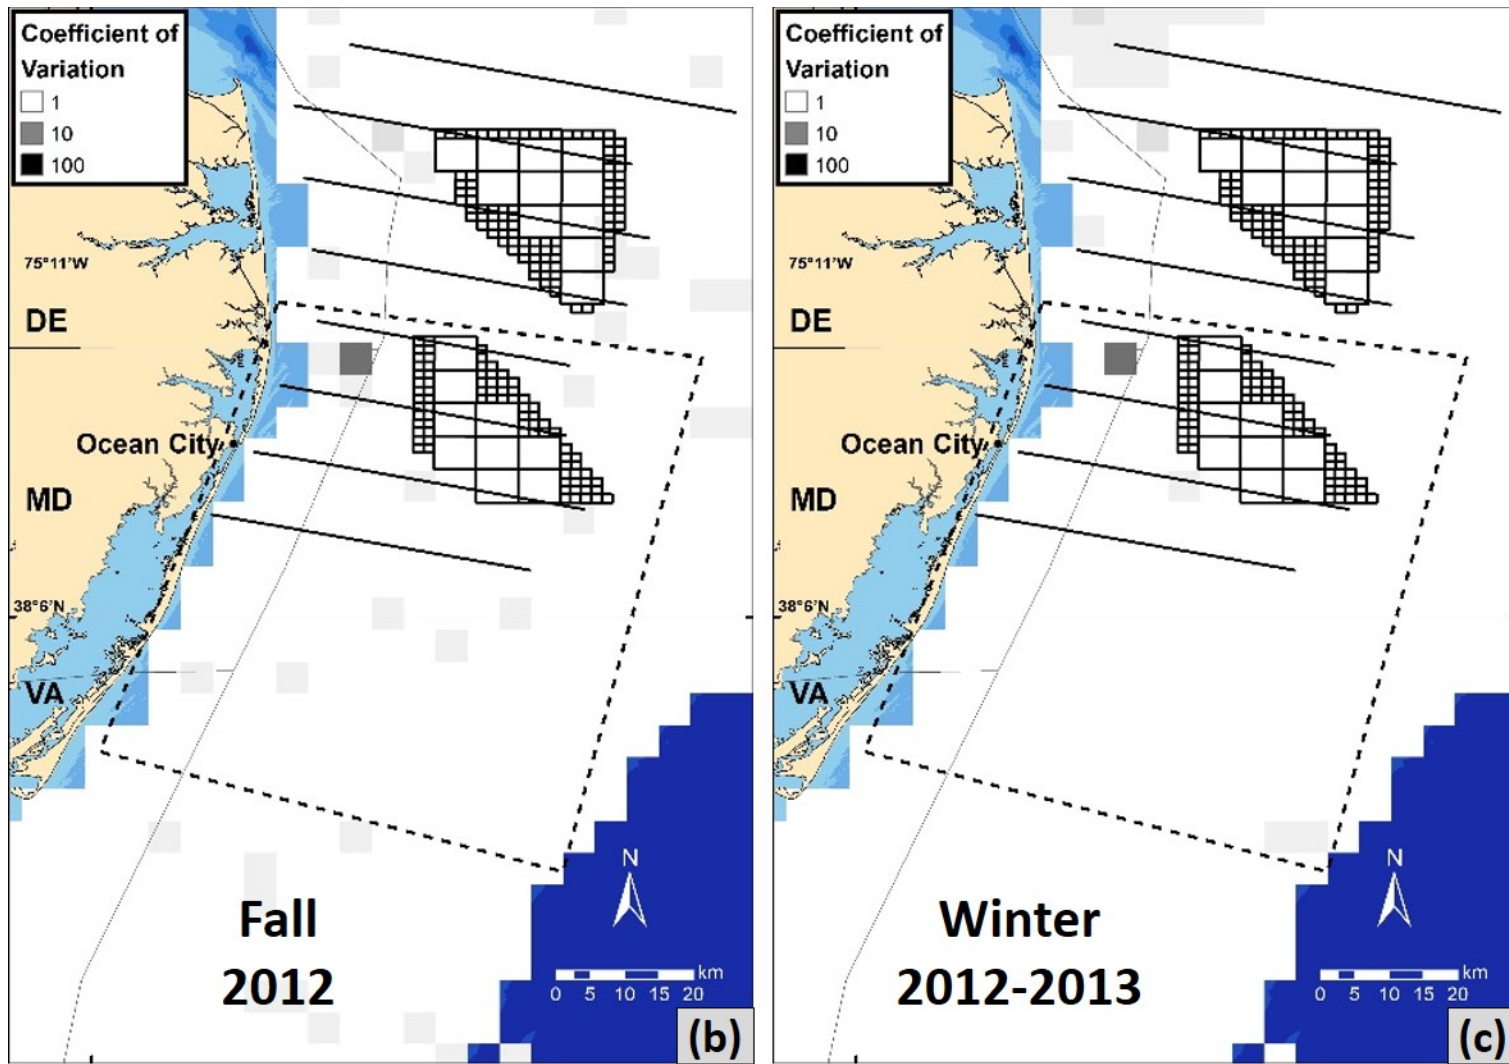 Coefficient of
Variation
1
10
100
75°11'W
DE
Ocean City
MD
38°6'N
VA
Fall
2012
N
km
0 5 10 15 20
(b)
Coefficient of
Variation
1
10
100
75°11'W
DE
Ocean City
MD
38°6'N
VA
Winter
2012-2013
N
km
0 5 10 15 20
(c)